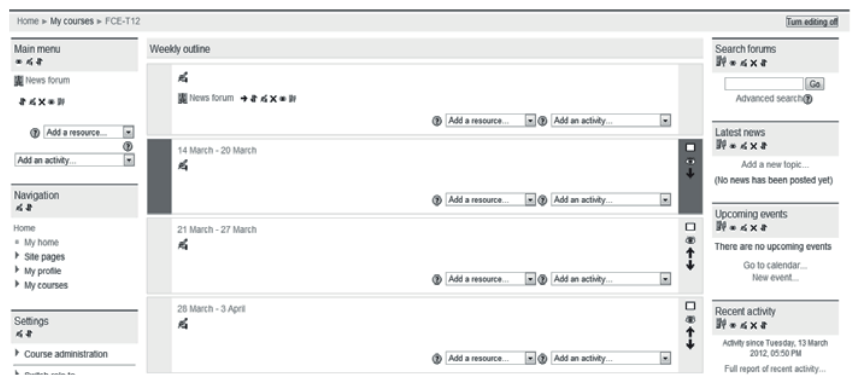 Home ► My courses ► FCE-T12
Turn editing off
Main menu
News forum
Add a resource...
Add an activity...
Navigation
Home
My home
Site pages
My profile
My courses
Settings
Course administration
Weekly outline
News forum
Add a resource... Add an activity...
14 March - 20 March
Add a resource... Add an activity...
21 March - 27 March
Add a resource... Add an activity...
28 March - 3 April
Add a resource... Add an activity...
Search forums
Go
Advanced search
Latest news
Add a new topic...
(No news has been posted yet)
Upcoming events
There are no upcoming events
Go to calendar...
New event...
Recent activity
Activity since Tuesday, 13 March
2012, 05:50 PM
Full report of recent activity...